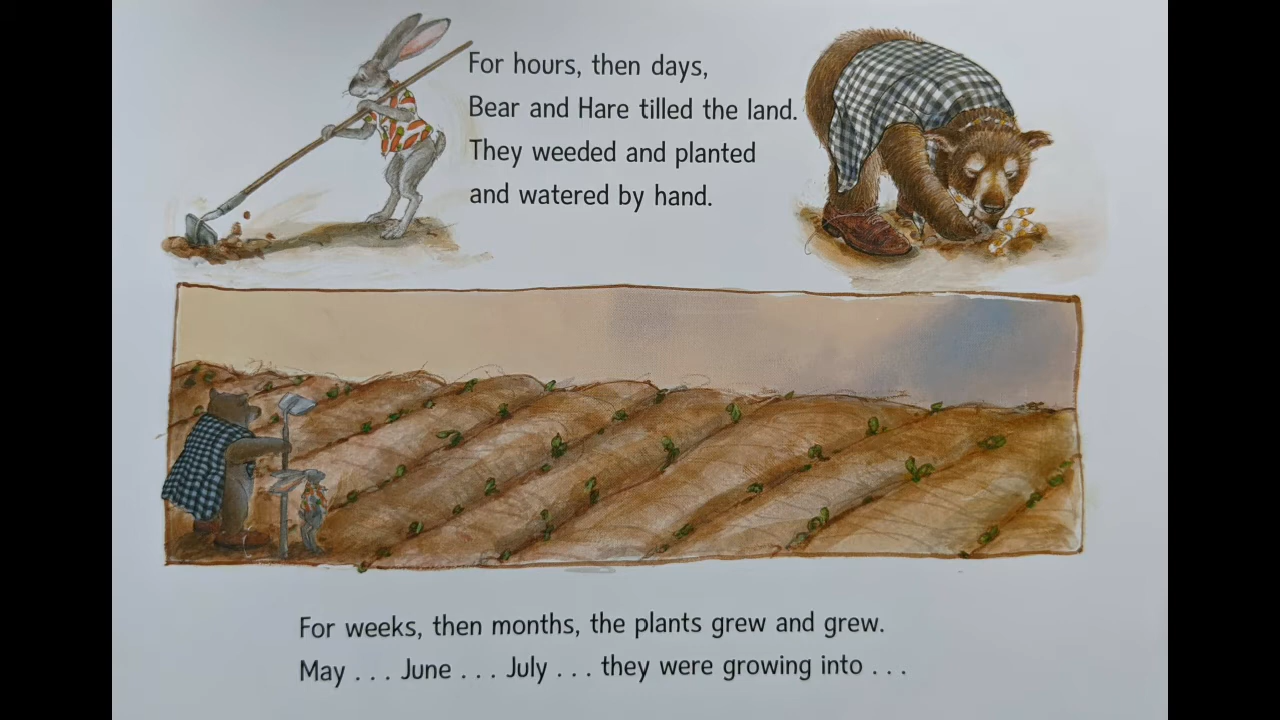 For hours, then days,
Bear and Hare tilled the land.
They weeded and planted
and watered by hand.
For weeks, then months, the plants grew and grew.
May . . . June . . . July . . . they were growing into . . .